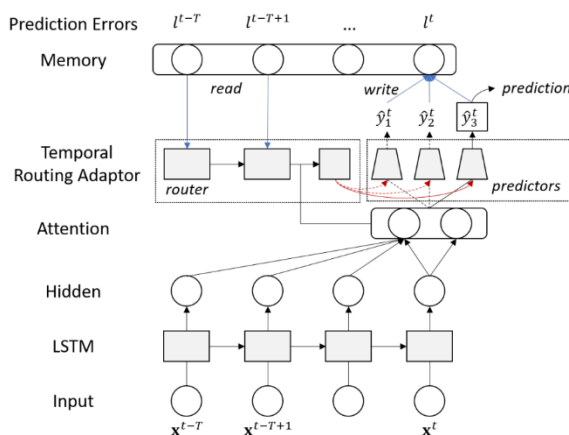 Prediction Errors l^{t-T} l^{t-T+1} ... l^t
Memory
read write prediction
ŷ_1^t ŷ_2^t ŷ_3^t
Temporal
Routing Adaptor
router predictors
Attention
Hidden
LSTM
Input
x^{t-T} x^{t-T+1} x^t